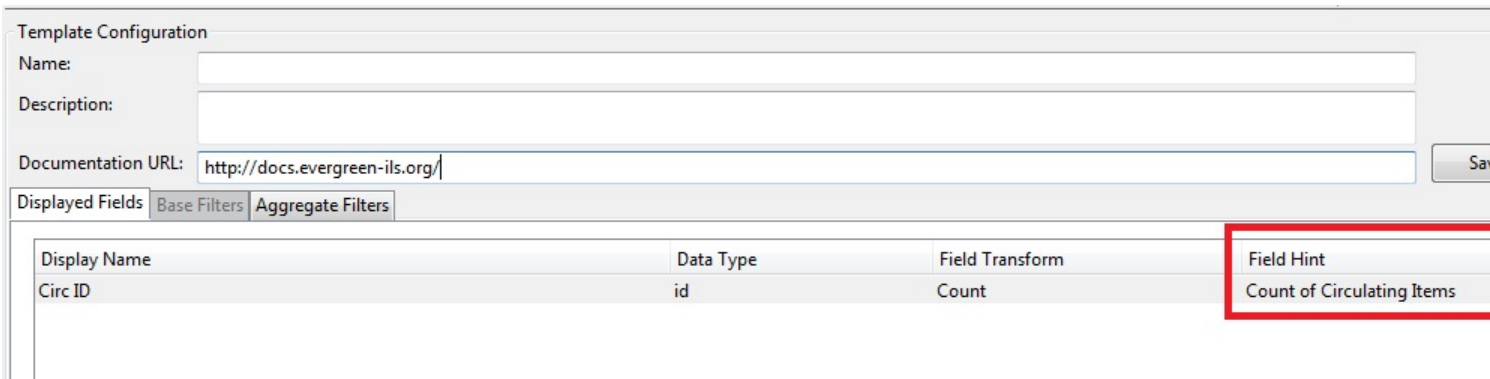 Template Configuration
Name:
Description:
Documentation URL: http://docs.evergreen-ils.org/
Sav
Displayed Fields Base Filters Aggregate Filters
Display Name Data Type Field Transform Field Hint
Circ ID id Count Count of Circulating Items